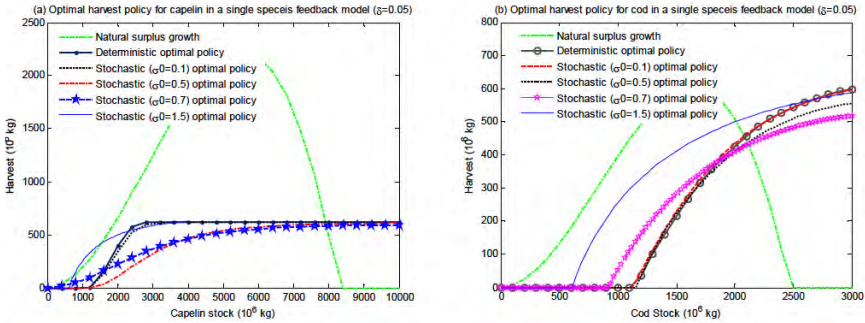 (a) Optimal harvest policy for capelin in a single speceis feedback model (δ=0.05)
2500
2000
1500
1000
500
0
Harvest (10⁶ kg)
Natural surplus growth
Deterministic optimal policy
Stochastic (σ0=0.1) optimal policy
Stochastic (σ0=0.5) optimal policy
Stochastic (σ0=0.7) optimal policy
Stochastic (σ0=1.5) optimal policy
0 1000 2000 3000 4000 5000 6000 7000 8000 9000 10000
Capelin stock (10⁶ kg)
(b) Optimal harvest policy for cod in a single speceis feedback model (δ=0.05)
800
700
600
500
400
300
200
100
0
Harvest (10⁶ kg)
Natural surplus growth
Deterministic optimal policy
Stochastic (σ0=0.1) optimal policy
Stochastic (σ0=0.5) optimal policy
Stochastic (σ0=0.7) optimal policy
Stochastic (σ0=1.5) optimal policy
0 500 1000 1500 2000 2500 3000
Cod Stock (10⁶ kg)